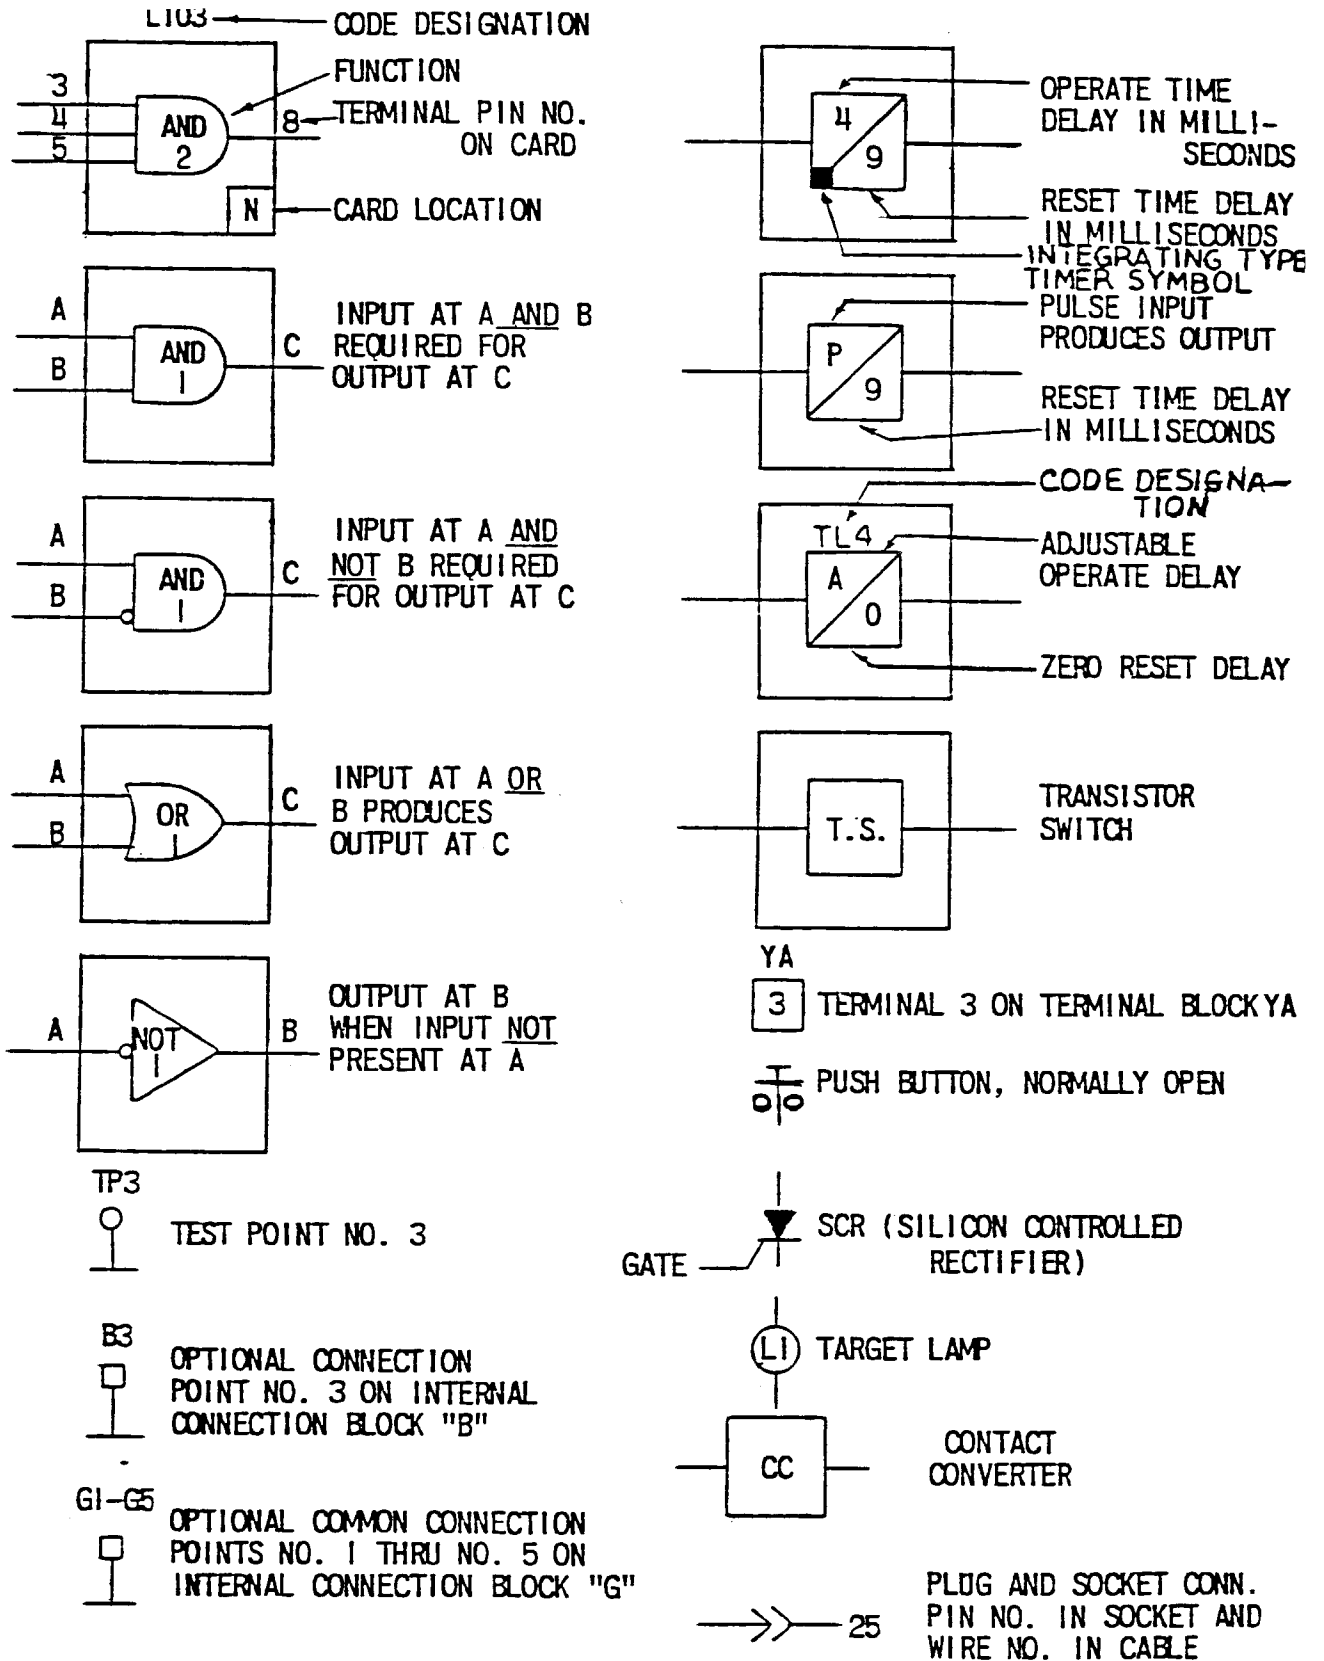 L103
CODE DESIGNATION
FUNCTION
3
4
5
AND
2
8
TERMINAL PIN NO.
ON CARD
N
CARD LOCATION
A
B
AND
1
C
INPUT AT A AND B
REQUIRED FOR
OUTPUT AT C
A
B
AND
1
C
INPUT AT A AND
NOT B REQUIRED
FOR OUTPUT AT C
A
B
OR
1
C
INPUT AT A OR
B PRODUCES
OUTPUT AT C
A
NOT
1
B
OUTPUT AT B
WHEN INPUT NOT
PRESENT AT A
TP3
TEST POINT NO. 3
B3
OPTIONAL CONNECTION
POINT NO. 3 ON INTERNAL
CONNECTION BLOCK "B"
G1-G5
OPTIONAL COMMON CONNECTION
POINTS NO. 1 THRU NO. 5 ON
INTERNAL CONNECTION BLOCK "G"
4
9
OPERATE TIME
DELAY IN MILLI-
SECONDS
RESET TIME DELAY
IN MILLISECONDS
INTEGRATING TYPE
TIMER SYMBOL
P
9
PULSE INPUT
PRODUCES OUTPUT
RESET TIME DELAY
IN MILLISECONDS
CODE DESIGNA-
TION
TL4
A
0
ADJUSTABLE
OPERATE DELAY
ZERO RESET DELAY
T.S.
TRANSISTOR
SWITCH
YA
3
TERMINAL 3 ON TERMINAL BLOCK YA
PUSH BUTTON, NORMALLY OPEN
SCR (SILICON CONTROLLED
RECTIFIER)
GATE
L1
TARGET LAMP
CC
CONTACT
CONVERTER
25
PLUG AND SOCKET CONN.
PIN NO. IN SOCKET AND
WIRE NO. IN CABLE